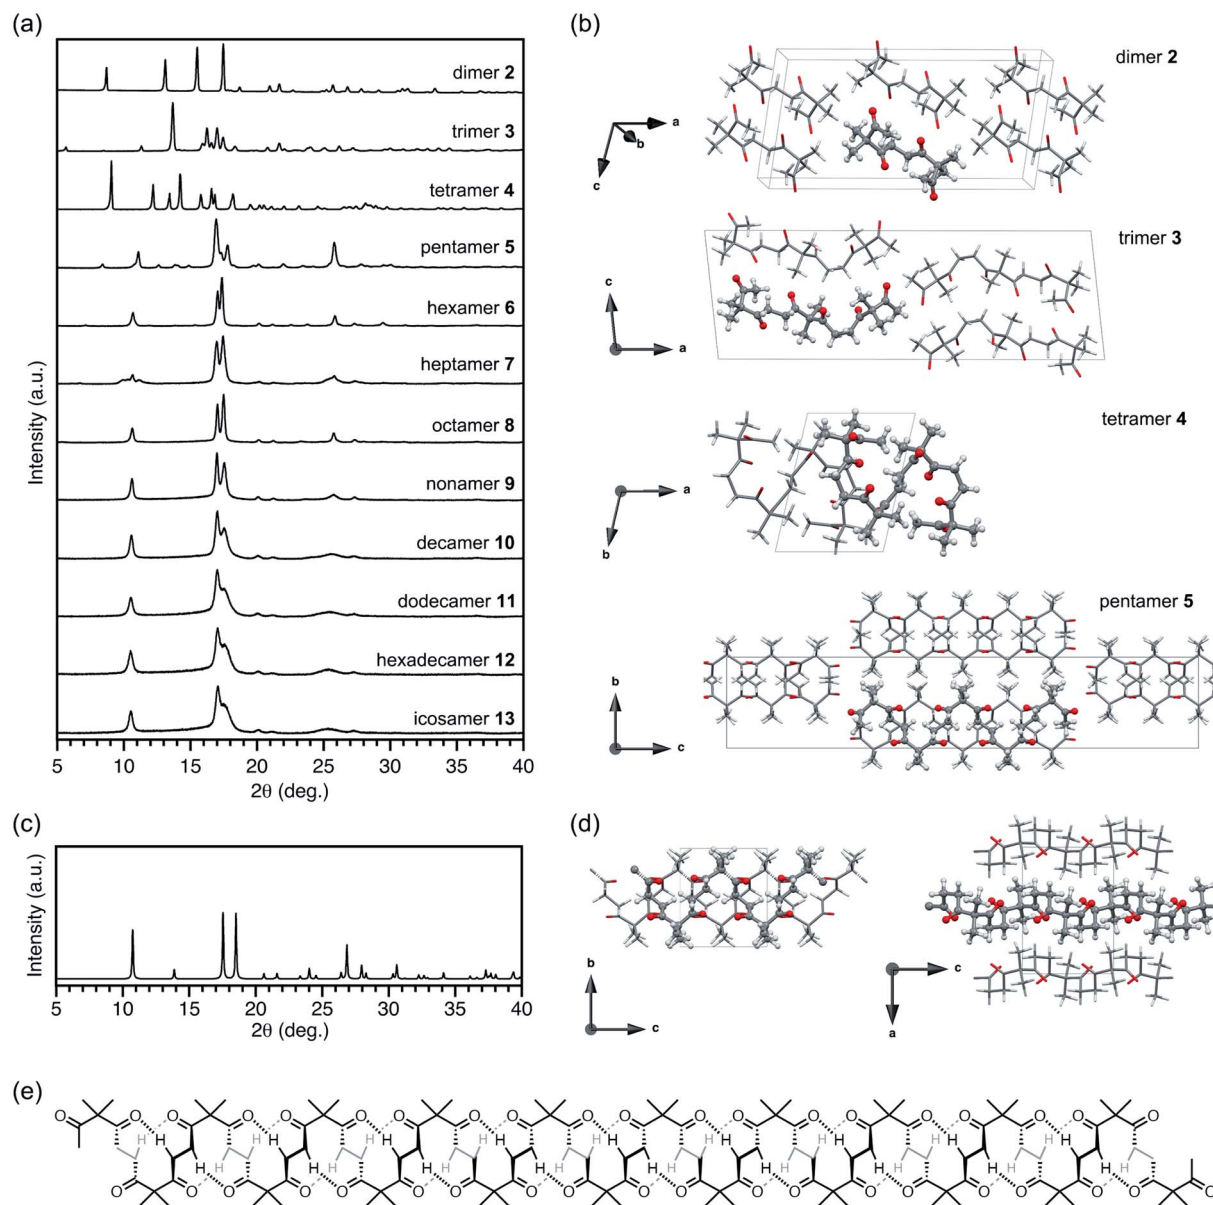 (a)
dimer 2
trimer 3
tetramer 4
pentamer 5
hexamer 6
heptamer 7
octamer 8
nonamer 9
decamer 10
dodecamer 11
hexadecamer 12
icosamer 13
Intensity (a.u.)
5 10 15 20 25 30 35 40
2θ (deg.)
(b)
dimer 2
a
b
c
trimer 3
c
a
tetramer 4
a
b
pentamer 5
b
c
(c)
Intensity (a.u.)
5 10 15 20 25 30 35 40
2θ (deg.)
(d)
b
c
c
a
(e)
O O O O O O O O O O O O O O O O O O
H H H H H H H H H H H H H H H H
H H H H H H H H H H H H H H H H
O O O O O O O O O O O O O O O O O O